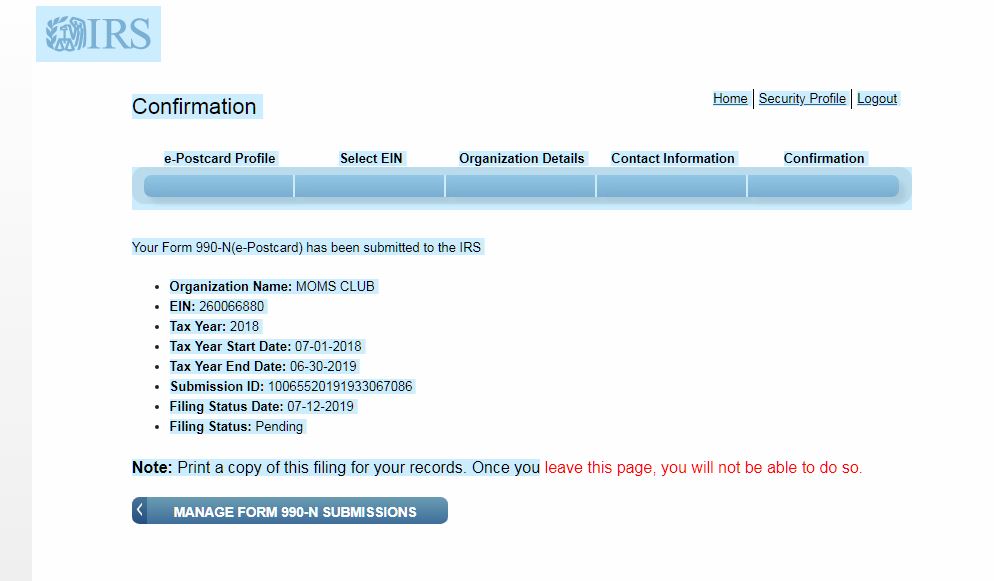 IRS
Home Security Profile Logout
Confirmation
e-Postcard Profile Select EIN Organization Details Contact Information Confirmation
Your Form 990-N(e-Postcard) has been submitted to the IRS
Organization Name: MOMS CLUB
EIN: 260066880
Tax Year: 2018
Tax Year Start Date: 07-01-2018
Tax Year End Date: 06-30-2019
Submission ID: 10065520191933067086
Filing Status Date: 07-12-2019
Filing Status: Pending
Note: Print a copy of this filing for your records. Once you leave this page, you will not be able to do so.
MANAGE FORM 990-N SUBMISSIONS